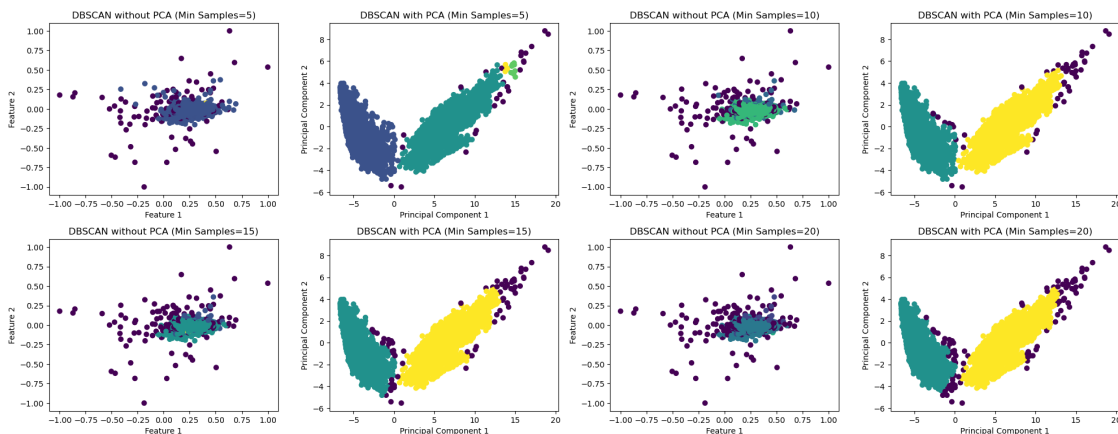 DBSCAN without PCA (Min Samples=5)
DBSCAN with PCA (Min Samples=5)
DBSCAN without PCA (Min Samples=10)
DBSCAN with PCA (Min Samples=10)
1.00
0.75
0.50
0.25
0.00
−0.25
−0.50
−0.75
−1.00
Feature 2
−1.00 −0.75 −0.50 −0.25 0.00 0.25 0.50 0.75 1.00
Feature 1
8
6
4
2
0
−2
−4
−6
Principal Component 2
−5 0 5 10 15 20
Principal Component 1
1.00
0.75
0.50
0.25
0.00
−0.25
−0.50
−0.75
−1.00
Feature 2
−1.00 −0.75 −0.50 −0.25 0.00 0.25 0.50 0.75 1.00
Feature 1
8
6
4
2
0
−2
−4
−6
Principal Component 2
−5 0 5 10 15 20
Principal Component 1
DBSCAN without PCA (Min Samples=15)
DBSCAN with PCA (Min Samples=15)
DBSCAN without PCA (Min Samples=20)
DBSCAN with PCA (Min Samples=20)
1.00
0.75
0.50
0.25
0.00
−0.25
−0.50
−0.75
−1.00
Feature 2
−1.00 −0.75 −0.50 −0.25 0.00 0.25 0.50 0.75 1.00
Feature 1
8
6
4
2
0
−2
−4
−6
Principal Component 2
−5 0 5 10 15 20
Principal Component 1
1.00
0.75
0.50
0.25
0.00
−0.25
−0.50
−0.75
−1.00
Feature 2
−1.00 −0.75 −0.50 −0.25 0.00 0.25 0.50 0.75 1.00
Feature 1
8
6
4
2
0
−2
−4
−6
Principal Component 2
−5 0 5 10 15 20
Principal Component 1